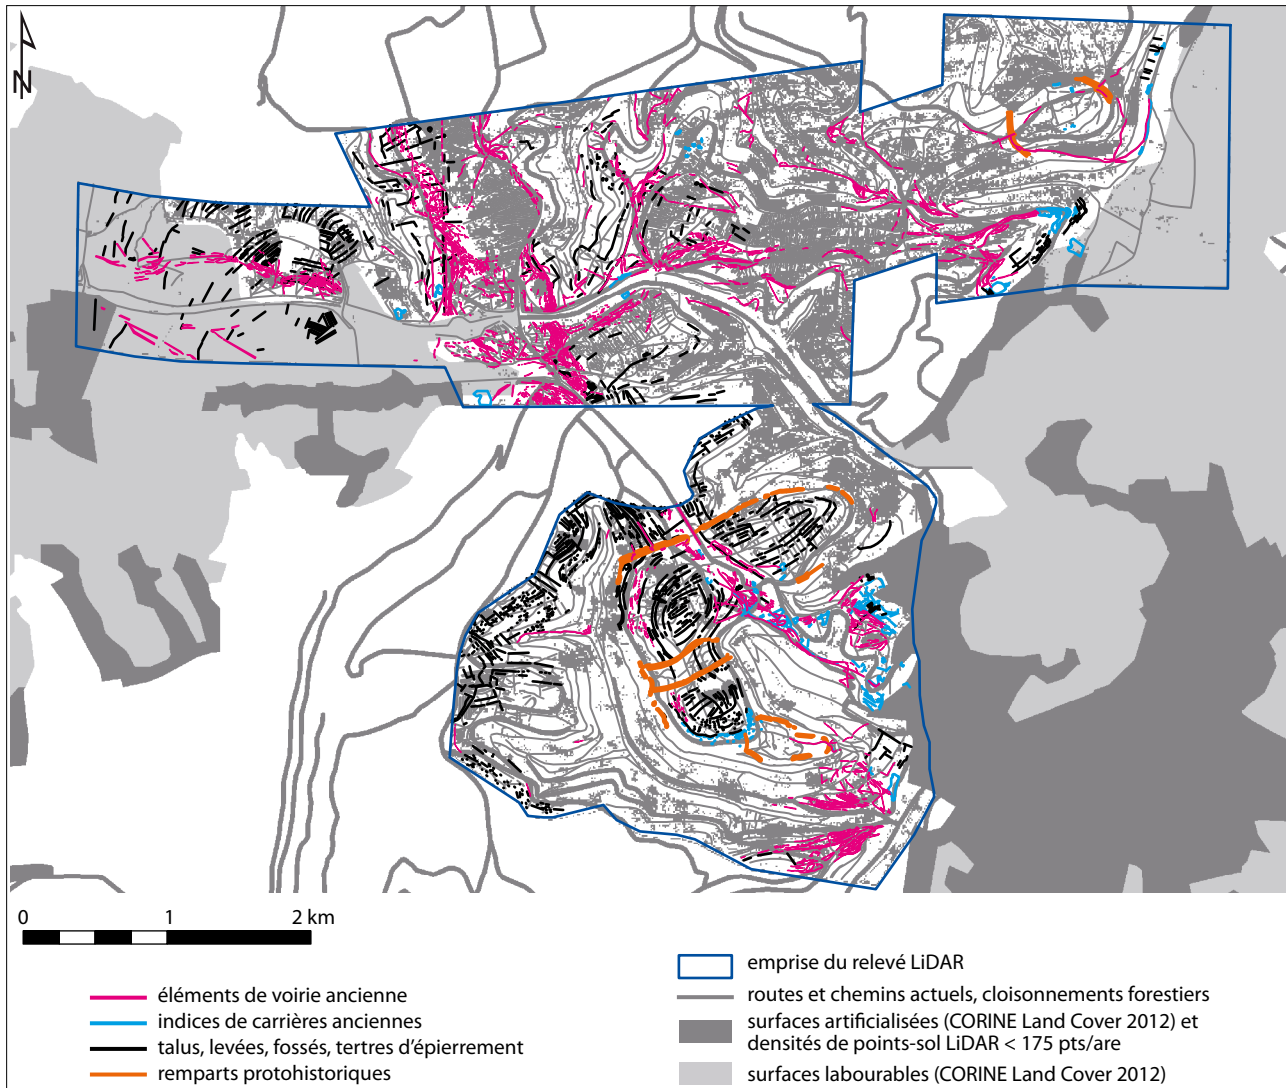 N
0 1 2 km
éléments de voirie ancienne
indices de carrières anciennes
talus, levées, fossés, tertres d'épierrement
remparts protohistoriques
emprise du relevé LiDAR
routes et chemins actuels, cloisonnements forestiers
surfaces artificialisées (CORINE Land Cover 2012) et
densités de points-sol LiDAR < 175 pts/are
surfaces labourables (CORINE Land Cover 2012)